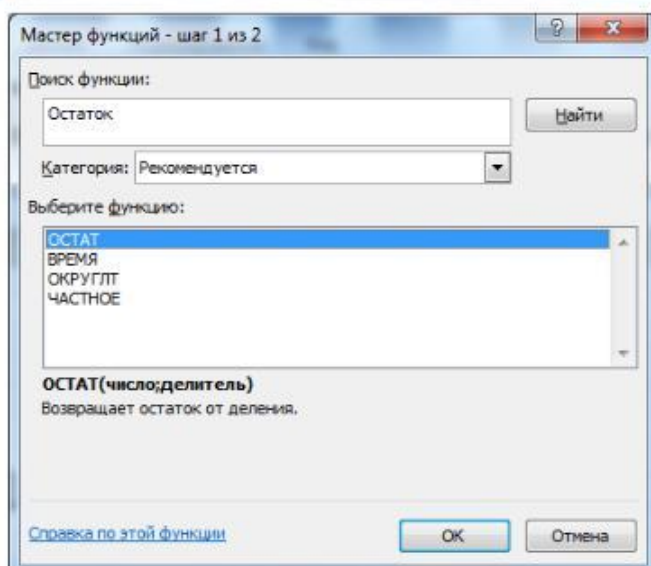 Мастер функций - шаг 1 из 2
Поиск функции:
Остаток
Найти
Категория: Рекомендуется
Выберите функцию:
ОСТАТ
ВРЕМЯ
ОКРУГЛТ
ЧАСТНОЕ
ОСТАТ(число;делитель)
Возвращает остаток от деления.
Справка по этой функции
ОК
Отмена